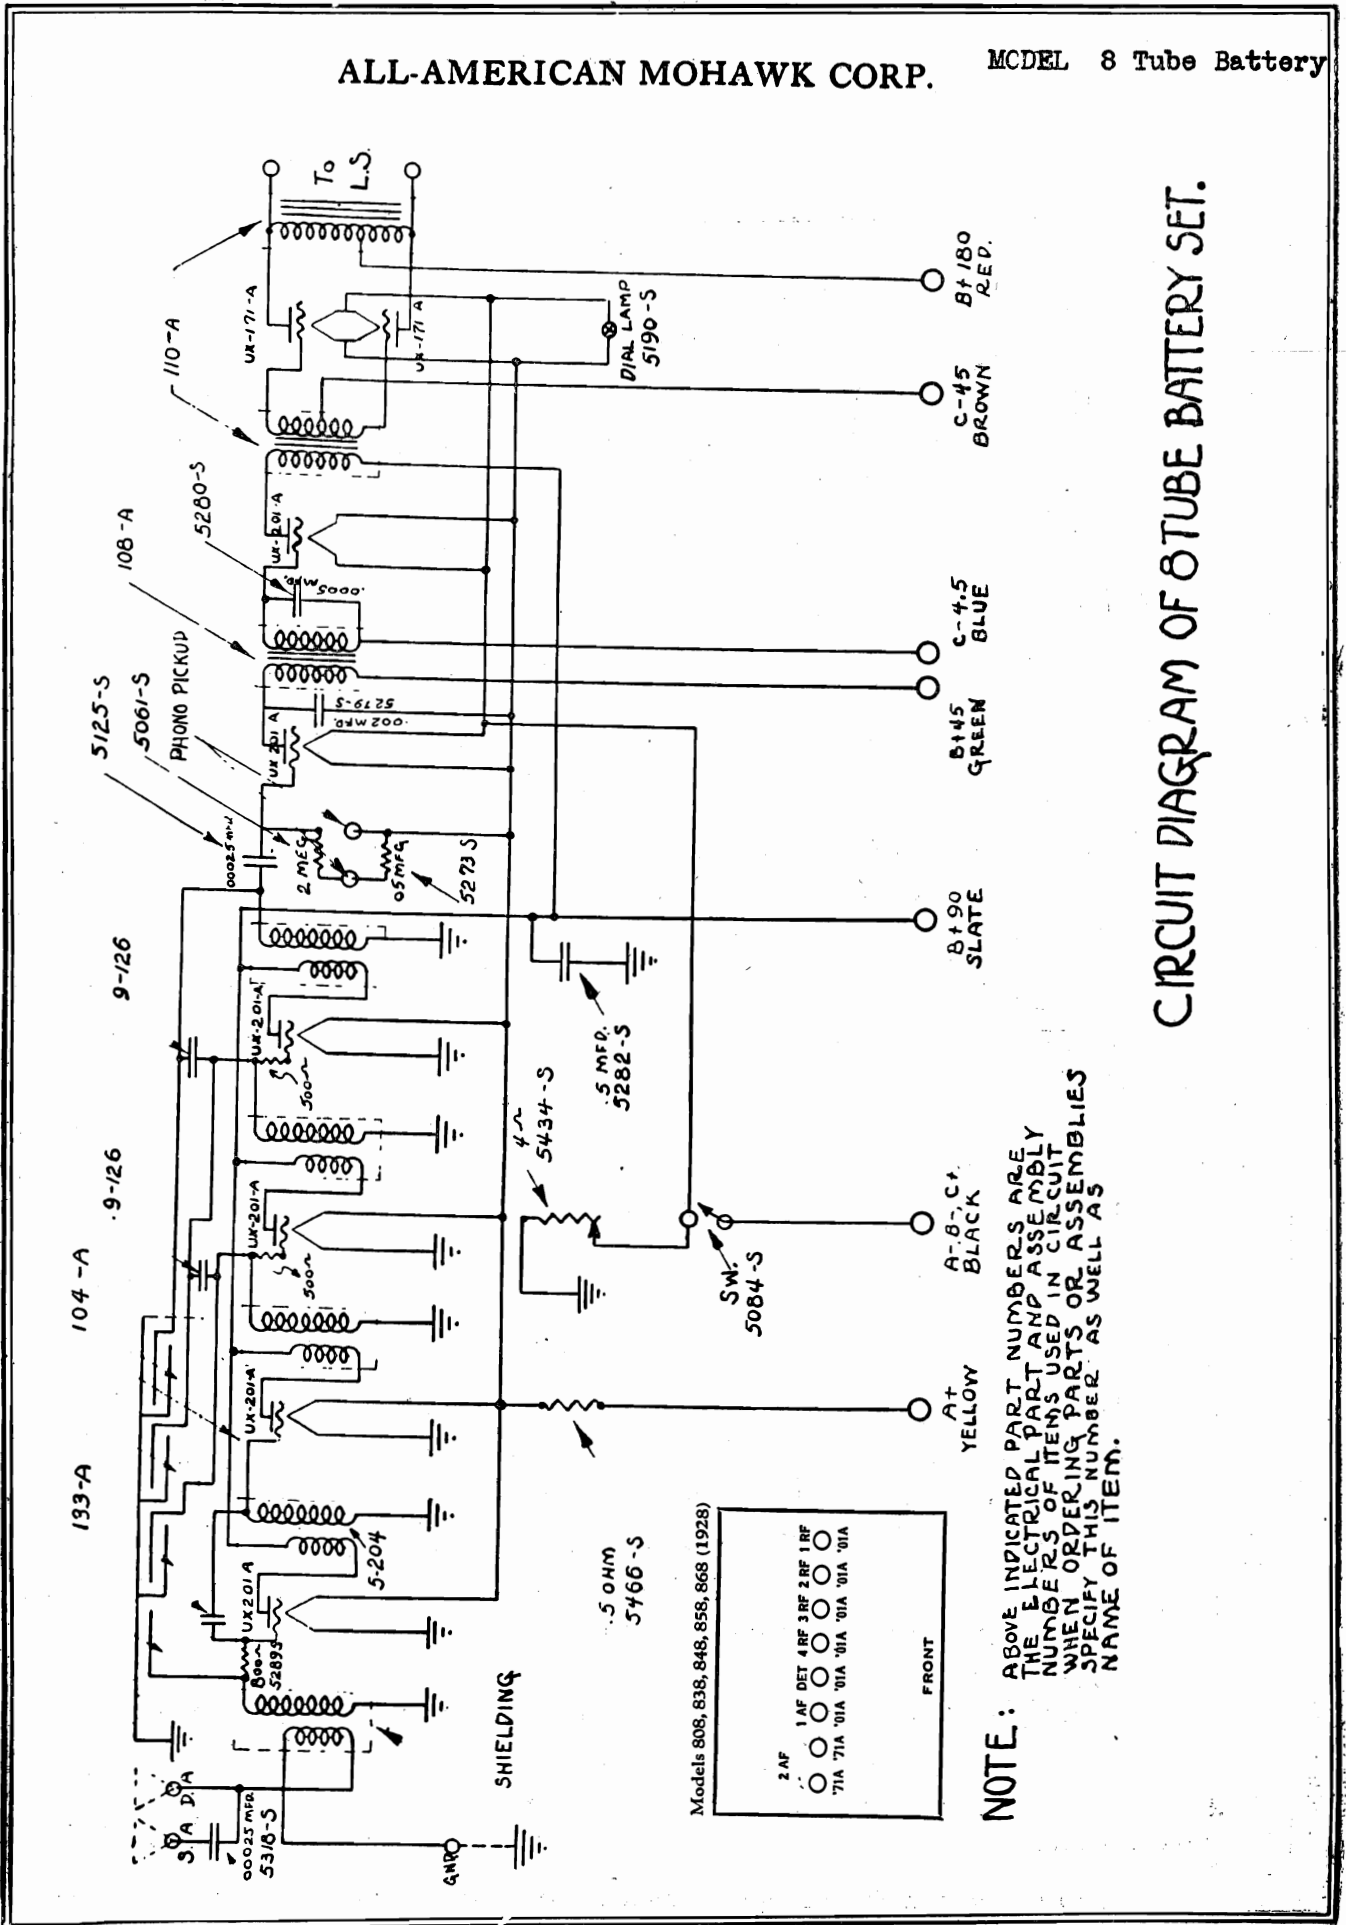 ALL-AMERICAN MOHAWK CORP.
MODEL 8 Tube Battery
CIRCUIT DIAGRAM OF 8 TUBE BATTERY SET.
To
L.S.
110-A
UX-171-A
UX-171 A
DIAL LAMP
5190-S
B+180
RED.
C-45
BROWN
108-A
5280-S
UX-201-A
.0005
MFD.
C-4.5
BLUE
5125-S
5061-S
PHONO PICKUP
UX 201 A
5279-S
.002 MFD.
B+45
GREEN
00025 MFD
2 MEG
05 MFG
5273 S
B+90
SLATE
9-126
UX-201-A
500Ω
.5 MFD.
5282-S
.9-126
UX-201-A
500Ω
4Ω
5434-S
SW.
5084-S
A-.B-,C+
BLACK
104-A
UX-201-A
A+
YELLOW
133-A
5-204
UX201A
800Ω
5289S
.5 OHM
5466-S
SHIELDING
S. A
D. A
00025 MFD.
5318-S
GND
Models 808, 838, 848, 858, 868 (1928)
2 AF
1 AF DET 4 RF 3 RF 2 RF 1 RF
'71A '71A '01A '01A '01A '01A '01A '01A
FRONT
NOTE:
ABOVE INDICATED PART NUMBERS ARE
THE ELECTRICAL PART AND ASSEMBLY
NUMBERS OF ITEMS USED IN CIRCUIT
WHEN ORDERING PARTS OR ASSEMBLIES
SPECIFY THIS NUMBER AS WELL AS
NAME OF ITEM.